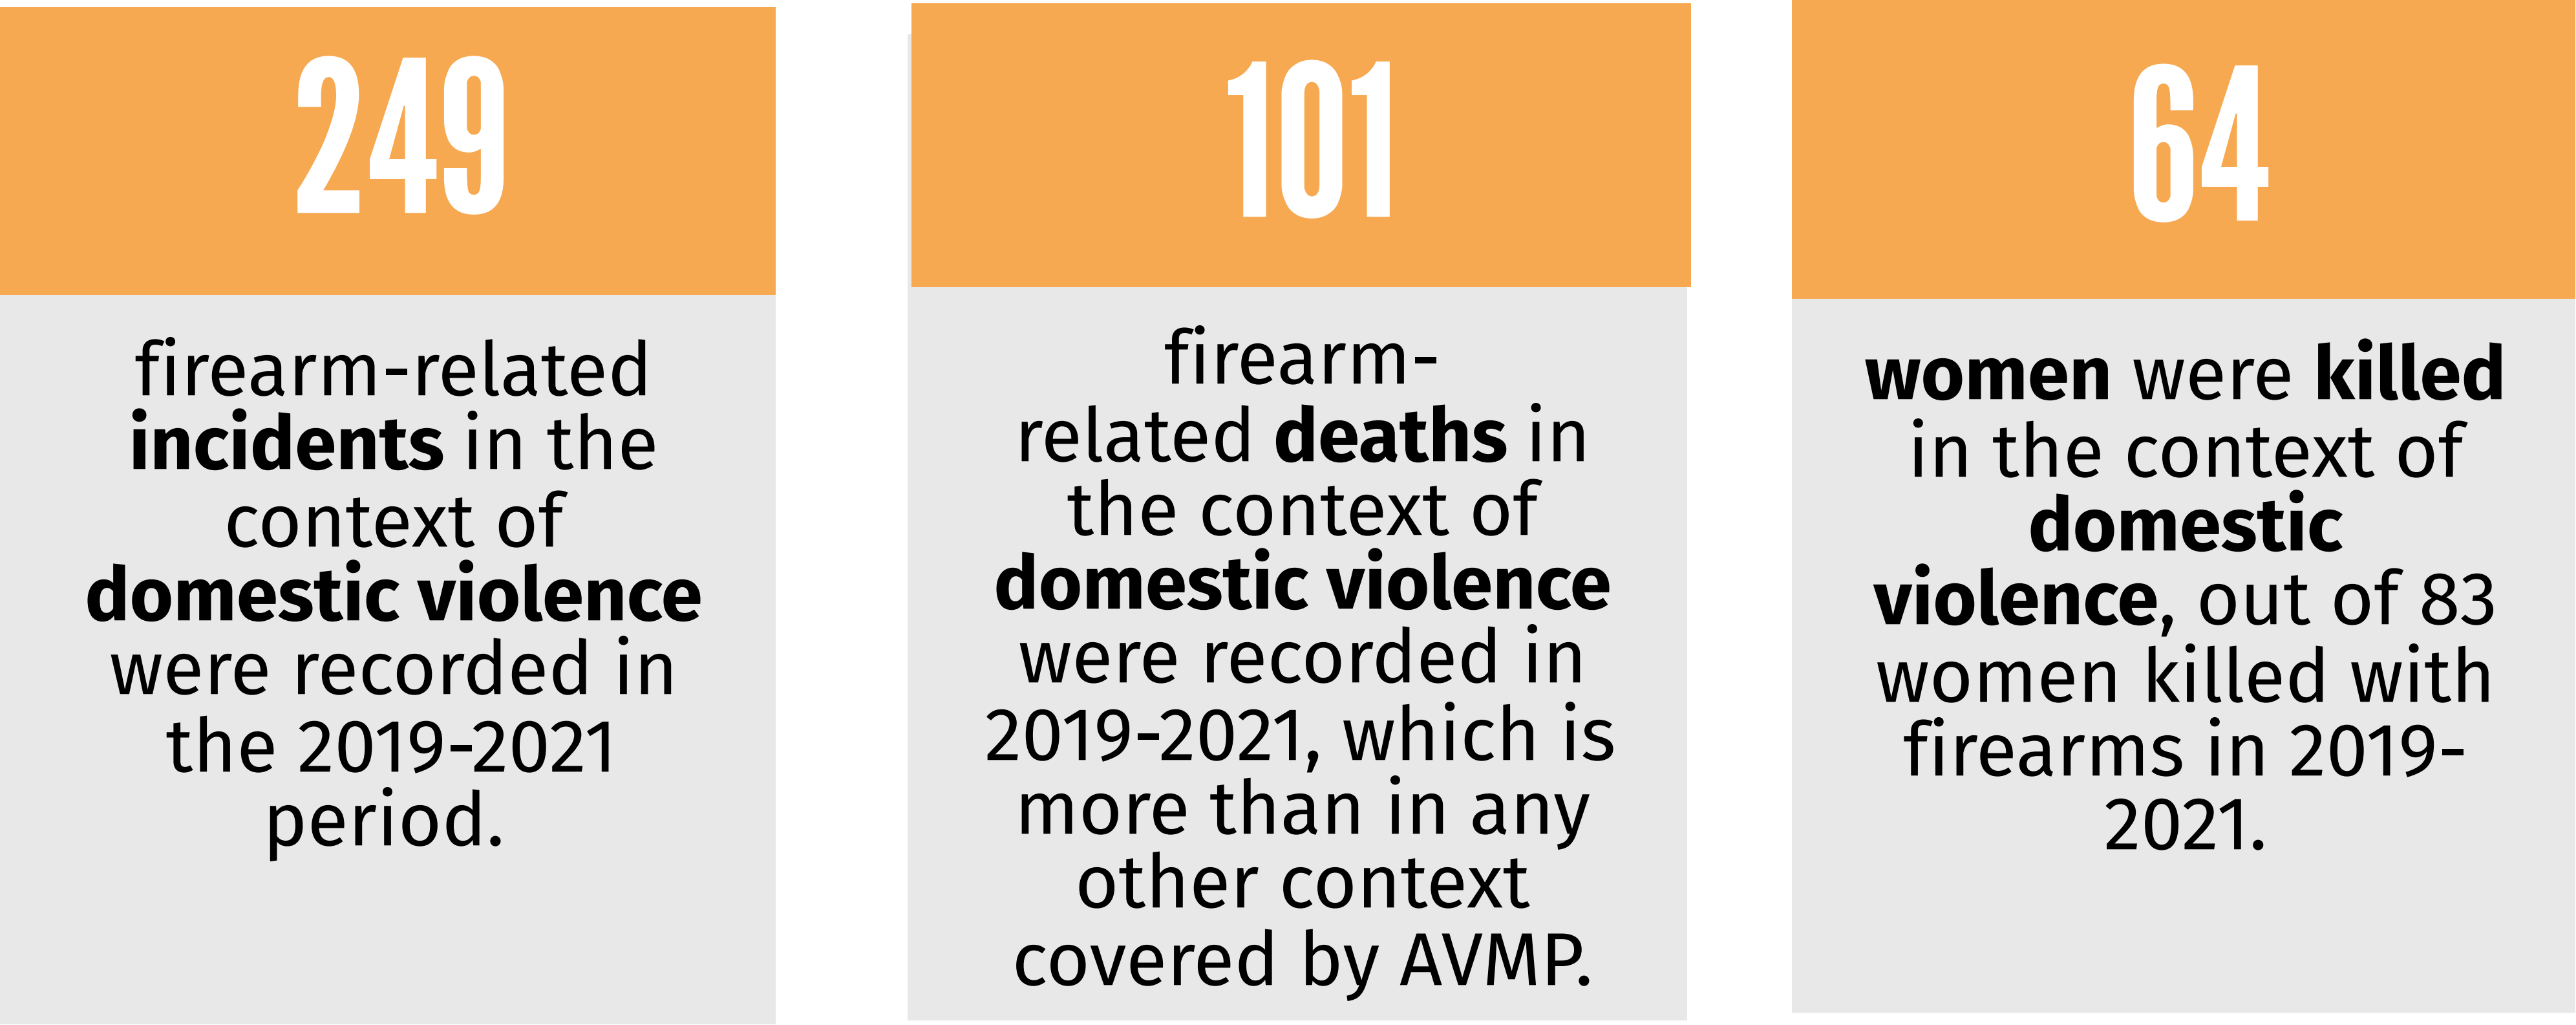 249
firearm-related
incidents in the
context of
domestic violence
were recorded in
the 2019-2021
period.
101
firearm-
related deaths in
the context of
domestic violence
were recorded in
2019-2021, which is
more than in any
other context
covered by AVMP.
64
women were killed
in the context of
domestic
violence, out of 83
women killed with
firearms in 2019-
2021.